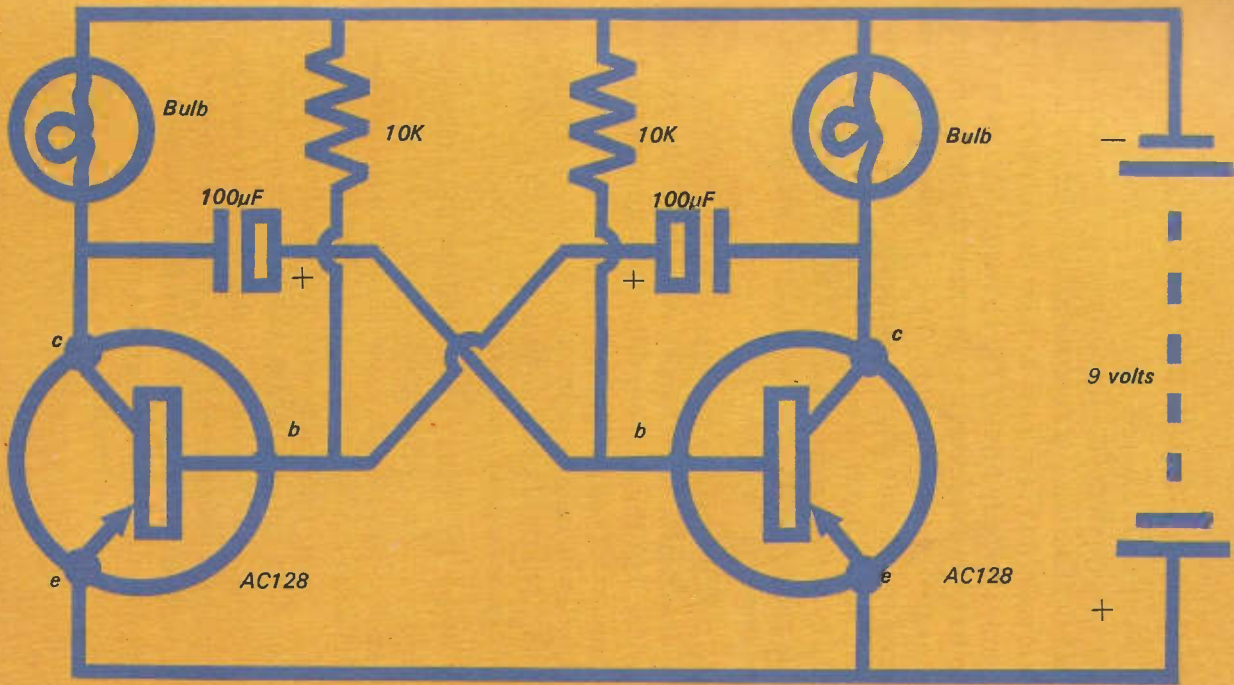 Bulb
10K
10K
Bulb
100µF
100µF
+
+
−
c
c
9 volts
b
b
e
AC128
e
AC128
+